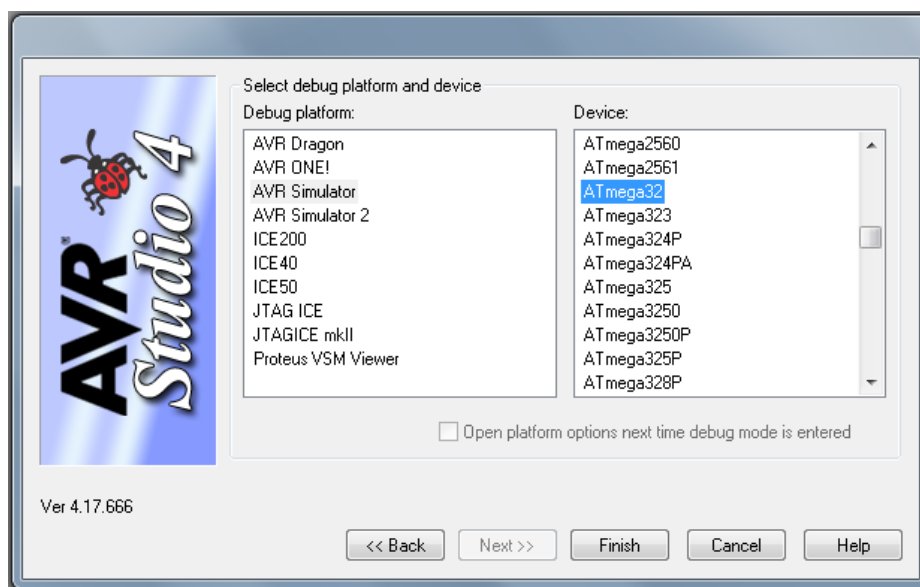 AVR® Studio 4
Select debug platform and device
Debug platform:
AVR Dragon
AVR ONE!
AVR Simulator
AVR Simulator 2
ICE200
ICE40
ICE50
JTAG ICE
JTAGICE mkII
Proteus VSM Viewer
Device:
ATmega2560
ATmega2561
ATmega32
ATmega323
ATmega324P
ATmega324PA
ATmega325
ATmega3250
ATmega3250P
ATmega325P
ATmega328P
Open platform options next time debug mode is entered
Ver 4.17.666
<< Back
Next >>
Finish
Cancel
Help